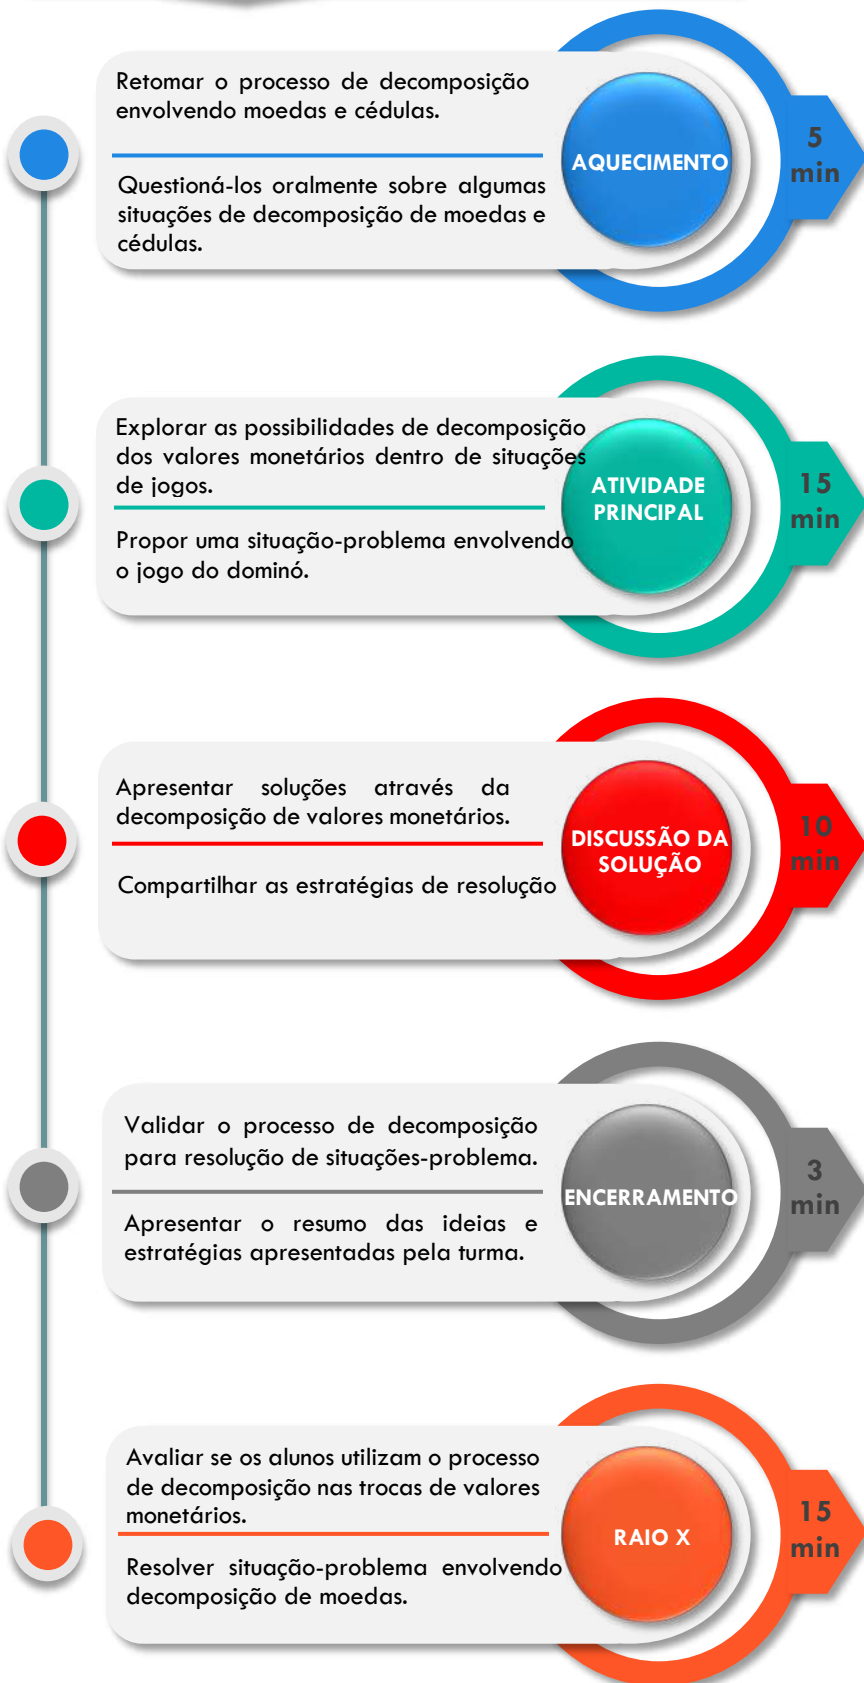 Retomar o processo de decomposição
envolvendo moedas e cédulas.
Questioná-los oralmente sobre algumas
situações de decomposição de moedas e
cédulas.
AQUECIMENTO
5
min
Explorar as possibilidades de decomposição
dos valores monetários dentro de situações
de jogos.
Propor uma situação-problema envolvendo
o jogo do dominó.
ATIVIDADE
PRINCIPAL
15
min
Apresentar soluções através da
decomposição de valores monetários.
Compartilhar as estratégias de resolução
DISCUSSÃO DA
SOLUÇÃO
10
min
Validar o processo de decomposição
para resolução de situações-problema.
Apresentar o resumo das ideias e
estratégias apresentadas pela turma.
ENCERRAMENTO
3
min
Avaliar se os alunos utilizam o processo
de decomposição nas trocas de valores
monetários.
Resolver situação-problema envolvendo
decomposição de moedas.
RAIO X
15
min